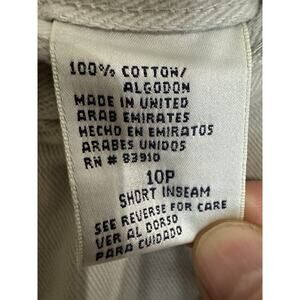 100% COTTON/
ALGODON
MADE IN UNITED
ARAB EMIRATES
HECHO EN EMIRATOS
ARABES UNIDOS
RN # 83910
10P
SHORT INSEAM
SEE REVERSE FOR CARE
VER AL DORSO
PARA CUIDADO